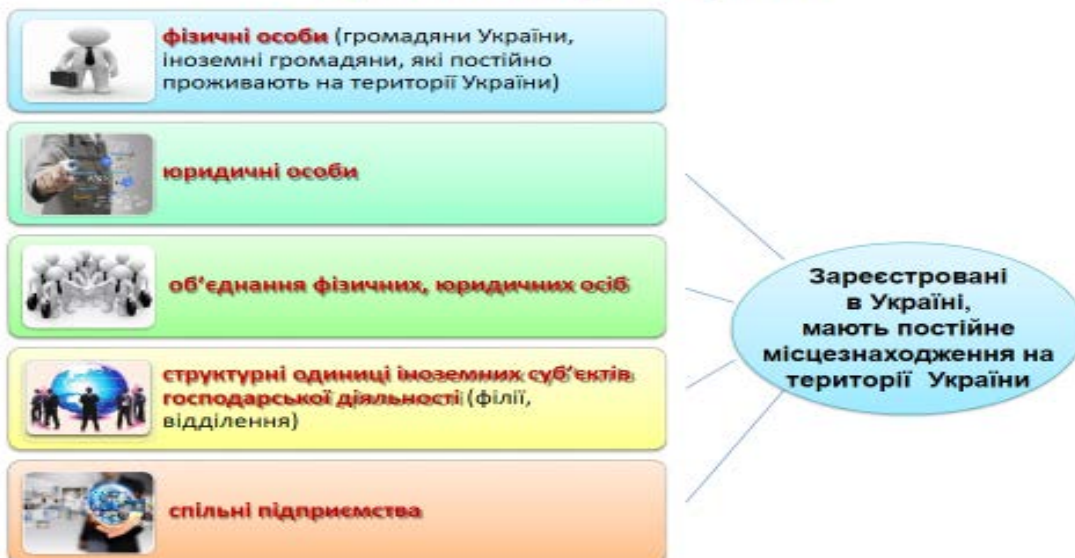 фізичні особи (громадяни України,
іноземні громадяни, які постійно
проживають на території України)
юридичні особи
об’єднання фізичних, юридичних осіб
структурні одиниці іноземних суб’єктів
господарської діяльності (філії,
відділення)
спільні підприємства
Зареєстровані
в Україні,
мають постійне
місцезнаходження на
території України